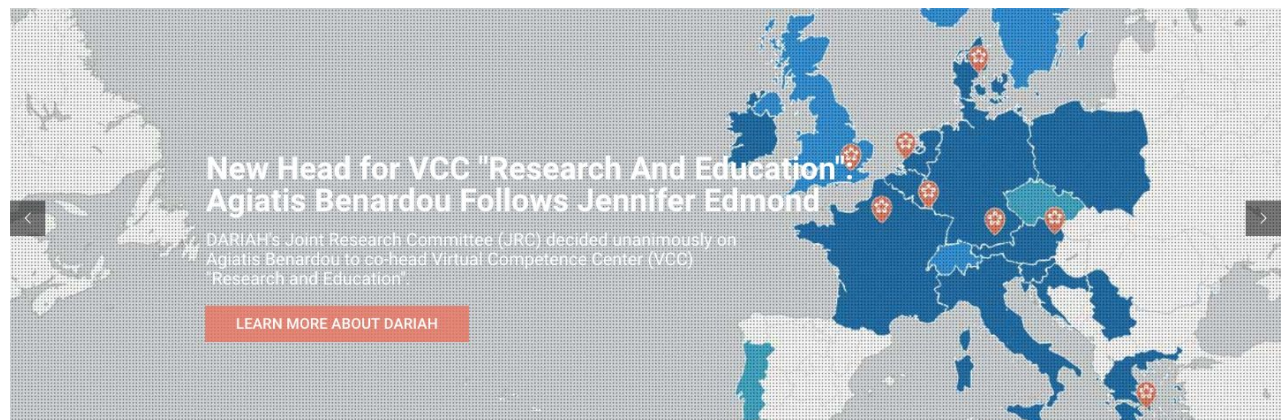 New Head for VCC "Research And Education":
Agiatis Benardou Follows Jennifer Edmond
DARIAH's Joint Research Committee (JRC) decided unanimously on
Agiatis Benardou to co-head Virtual Competence Center (VCC)
"Research and Education"
LEARN MORE ABOUT DARIAH